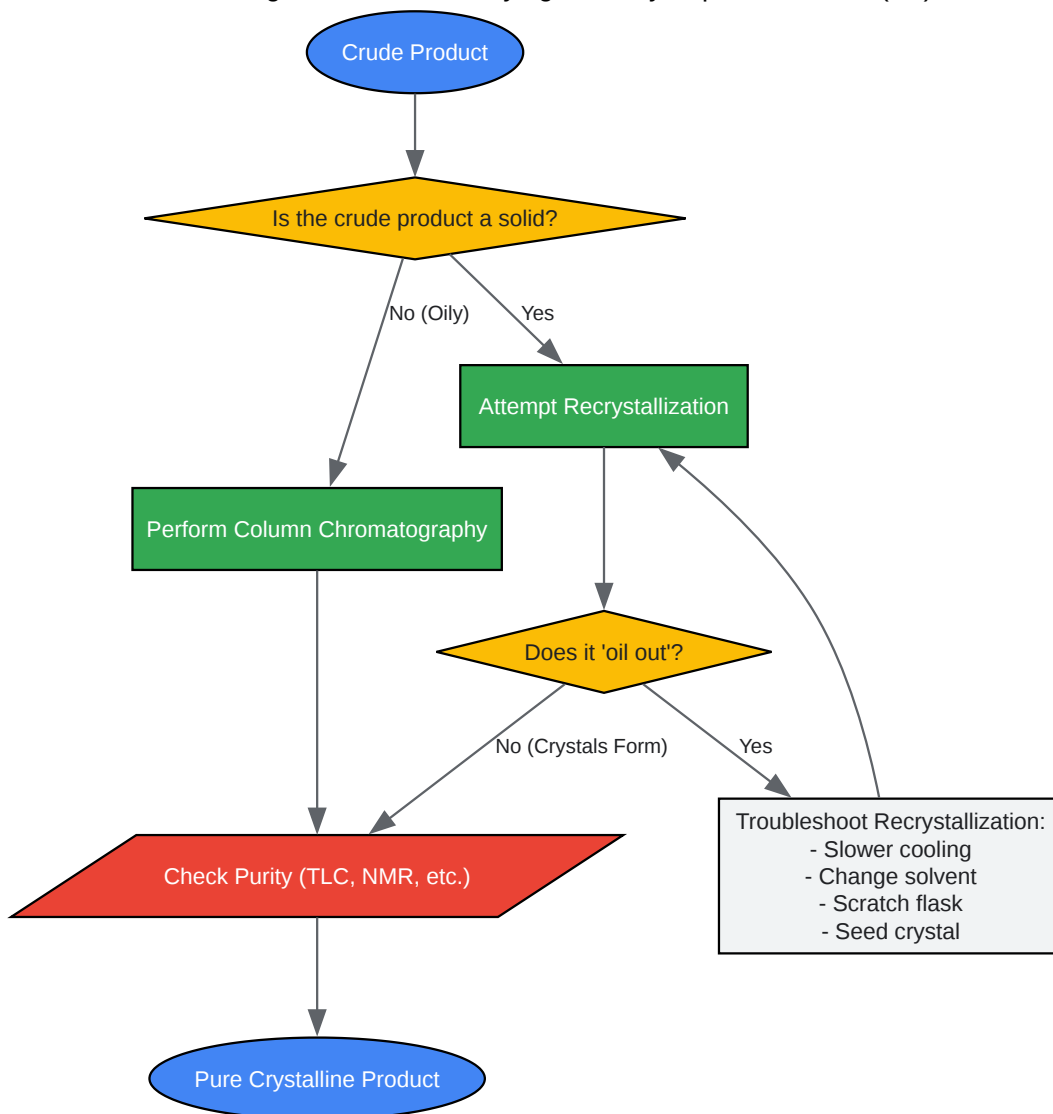 Crude Product
Is the crude product a solid?
No (Oily)
Yes
Attempt Recrystallization
Perform Column Chromatography
Does it 'oil out'?
No (Crystals Form)
Yes
Troubleshoot Recrystallization:
- Slower cooling
- Change solvent
- Scratch flask
- Seed crystal
Check Purity (TLC, NMR, etc.)
Pure Crystalline Product